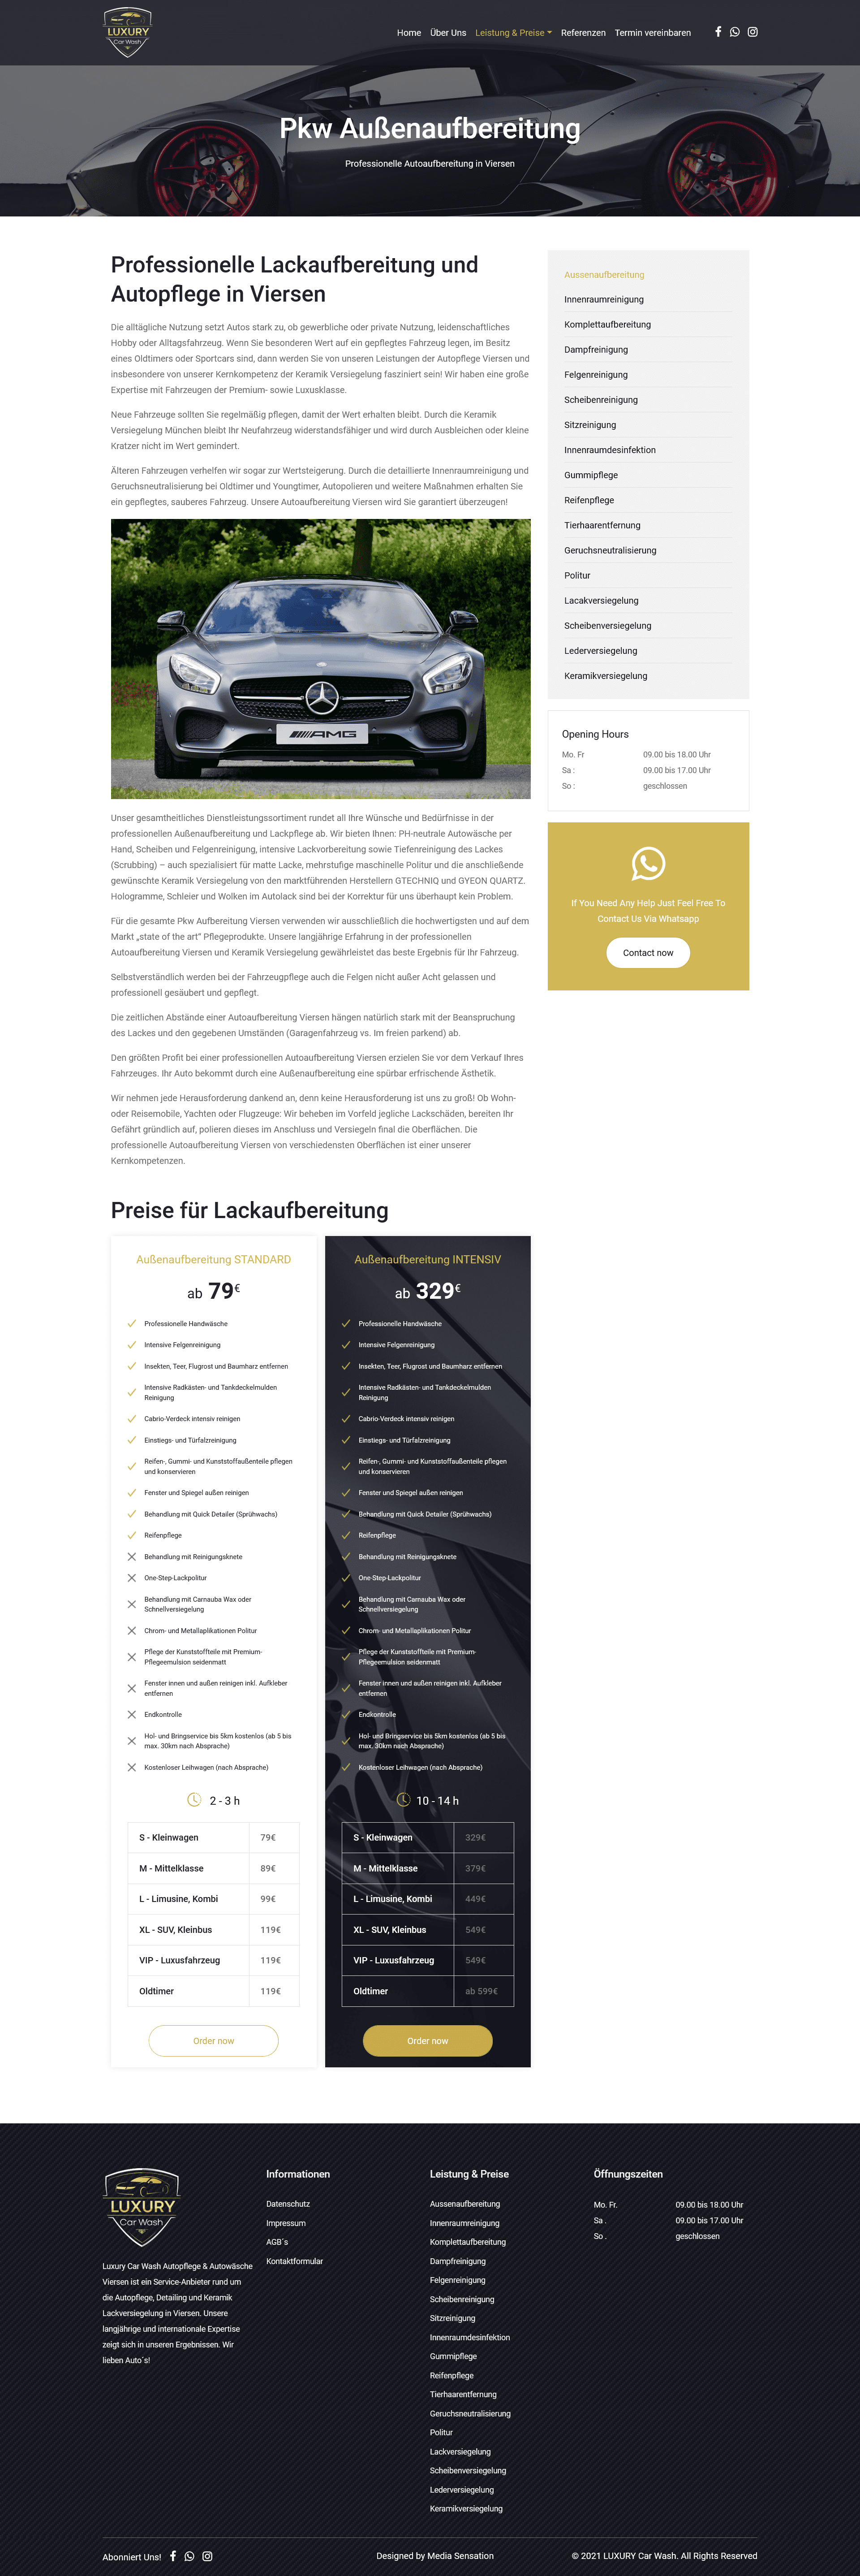 LUXURY
Car Wash
Home Über Uns Leistung & Preise Referenzen Termin vereinbaren
Pkw Außenaufbereitung
Professionelle Autoaufbereitung in Viersen
Professionelle Lackaufbereitung und
Autopflege in Viersen
Die alltägliche Nutzung setzt Autos stark zu, ob gewerbliche oder private Nutzung, leidenschaftliches
Hobby oder Alltagsfahrzeug. Wenn Sie besonderen Wert auf ein gepflegtes Fahrzeug legen, im Besitz
eines Oldtimers oder Sportcars sind, dann werden Sie von unseren Leistungen der Autopflege Viersen und
insbesondere von unserer Kernkompetenz der Keramik Versiegelung fasziniert sein! Wir haben eine große
Expertise mit Fahrzeugen der Premium- sowie Luxusklasse.
Neue Fahrzeuge sollten Sie regelmäßig pflegen, damit der Wert erhalten bleibt. Durch die Keramik
Versiegelung München bleibt Ihr Neufahrzeug widerstandsfähiger und wird durch Ausbleichen oder kleine
Kratzer nicht im Wert gemindert.
Älteren Fahrzeugen verhelfen wir sogar zur Wertsteigerung. Durch die detaillierte Innenraumreinigung und
Geruchsneutralisierung bei Oldtimer und Youngtimer, Autopolieren und weitere Maßnahmen erhalten Sie
ein gepflegtes, sauberes Fahrzeug. Unsere Autoaufbereitung Viersen wird Sie garantiert überzeugen!
AMG
Unser gesamtheitliches Dienstleistungssortiment rundet all Ihre Wünsche und Bedürfnisse in der
professionellen Außenaufbereitung und Lackpflege ab. Wir bieten Ihnen: PH-neutrale Autowäsche per
Hand, Scheiben und Felgenreinigung, intensive Lackvorbereitung sowie Tiefenreinigung des Lackes
(Scrubbing) – auch spezialisiert für matte Lacke, mehrstufige maschinelle Politur und die anschließende
gewünschte Keramik Versiegelung von den marktführenden Herstellern GTECHNIQ und GYEON QUARTZ.
Hologramme, Schleier und Wolken im Autolack sind bei der Korrektur für uns überhaupt kein Problem.
Für die gesamte Pkw Aufbereitung Viersen verwenden wir ausschließlich die hochwertigsten und auf dem
Markt „state of the art“ Pflegeprodukte. Unsere langjährige Erfahrung in der professionellen
Autoaufbereitung Viersen und Keramik Versiegelung gewährleistet das beste Ergebnis für Ihr Fahrzeug.
Selbstverständlich werden bei der Fahrzeugpflege auch die Felgen nicht außer Acht gelassen und
professionell gesäubert und gepflegt.
Die zeitlichen Abstände einer Autoaufbereitung Viersen hängen natürlich stark mit der Beanspruchung
des Lackes und den gegebenen Umständen (Garagenfahrzeug vs. Im freien parkend) ab.
Den größten Profit bei einer professionellen Autoaufbereitung Viersen erzielen Sie vor dem Verkauf Ihres
Fahrzeuges. Ihr Auto bekommt durch eine Außenaufbereitung eine spürbar erfrischende Ästhetik.
Wir nehmen jede Herausforderung dankend an, denn keine Herausforderung ist uns zu groß! Ob Wohn-
oder Reisemobile, Yachten oder Flugzeuge: Wir beheben im Vorfeld jegliche Lackschäden, bereiten Ihr
Gefährt gründlich auf, polieren dieses im Anschluss und Versiegeln final die Oberflächen. Die
professionelle Autoaufbereitung Viersen von verschiedensten Oberflächen ist einer unserer
Kernkompetenzen.
Aussenaufbereitung
Innenraumreinigung
Komplettaufbereitung
Dampfreinigung
Felgenreinigung
Scheibenreinigung
Sitzreinigung
Innenraumdesinfektion
Gummipflege
Reifenpflege
Tierhaarentfernung
Geruchsneutralisierung
Politur
Lacakversiegelung
Scheibenversiegelung
Lederversiegelung
Keramikversiegelung
Opening Hours
Mo. Fr 09.00 bis 18.00 Uhr
Sa : 09.00 bis 17.00 Uhr
So : geschlossen
If You Need Any Help Just Feel Free To
Contact Us Via Whatsapp
Contact now
Preise für Lackaufbereitung
Außenaufbereitung STANDARD
ab 79€
Professionelle Handwäsche
Intensive Felgenreinigung
Insekten, Teer, Flugrost und Baumharz entfernen
Intensive Radkästen- und Tankdeckelmulden
Reinigung
Cabrio-Verdeck intensiv reinigen
Einstiegs- und Türfalzreinigung
Reifen-, Gummi- und Kunststoffaußenteile pflegen
und konservieren
Fenster und Spiegel außen reinigen
Behandlung mit Quick Detailer (Sprühwachs)
Reifenpflege
Behandlung mit Reinigungsknete
One-Step-Lackpolitur
Behandlung mit Carnauba Wax oder
Schnellversiegelung
Chrom- und Metallaplikationen Politur
Pflege der Kunststoffteile mit Premium-
Pflegeemulsion seidenmatt
Fenster innen und außen reinigen inkl. Aufkleber
entfernen
Endkontrolle
Hol- und Bringservice bis 5km kostenlos (ab 5 bis
max. 30km nach Absprache)
Kostenloser Leihwagen (nach Absprache)
2 - 3 h
S - Kleinwagen 79€
M - Mittelklasse 89€
L - Limusine, Kombi 99€
XL - SUV, Kleinbus 119€
VIP - Luxusfahrzeug 119€
Oldtimer 119€
Order now
Außenaufbereitung INTENSIV
ab 329€
Professionelle Handwäsche
Intensive Felgenreinigung
Insekten, Teer, Flugrost und Baumharz entfernen
Intensive Radkästen- und Tankdeckelmulden
Reinigung
Cabrio-Verdeck intensiv reinigen
Einstiegs- und Türfalzreinigung
Reifen-, Gummi- und Kunststoffaußenteile pflegen
und konservieren
Fenster und Spiegel außen reinigen
Behandlung mit Quick Detailer (Sprühwachs)
Reifenpflege
Behandlung mit Reinigungsknete
One-Step-Lackpolitur
Behandlung mit Carnauba Wax oder
Schnellversiegelung
Chrom- und Metallaplikationen Politur
Pflege der Kunststoffteile mit Premium-
Pflegeemulsion seidenmatt
Fenster innen und außen reinigen inkl. Aufkleber
entfernen
Endkontrolle
Hol- und Bringservice bis 5km kostenlos (ab 5 bis
max. 30km nach Absprache)
Kostenloser Leihwagen (nach Absprache)
10 - 14 h
S - Kleinwagen 329€
M - Mittelklasse 379€
L - Limusine, Kombi 449€
XL - SUV, Kleinbus 549€
VIP - Luxusfahrzeug 549€
Oldtimer ab 599€
Order now
LUXURY
Car Wash
Luxury Car Wash Autopflege & Autowäsche
Viersen ist ein Service-Anbieter rund um
die Autopflege, Detailing und Keramik
Lackversiegelung in Viersen. Unsere
langjährige und internationale Expertise
zeigt sich in unseren Ergebnissen. Wir
lieben Auto´s!
Informationen
Datenschutz
Impressum
AGB´s
Kontaktformular
Leistung & Preise
Aussenaufbereitung
Innenraumreinigung
Komplettaufbereitung
Dampfreinigung
Felgenreinigung
Scheibenreinigung
Sitzreinigung
Innenraumdesinfektion
Gummipflege
Reifenpflege
Tierhaarentfernung
Geruchsneutralisierung
Politur
Lackversiegelung
Scheibenversiegelung
Lederversiegelung
Keramikversiegelung
Öffnungszeiten
Mo. Fr. 09.00 bis 18.00 Uhr
Sa . 09.00 bis 17.00 Uhr
So . geschlossen
Abonniert Uns! Designed by Media Sensation © 2021 LUXURY Car Wash. All Rights Reserved